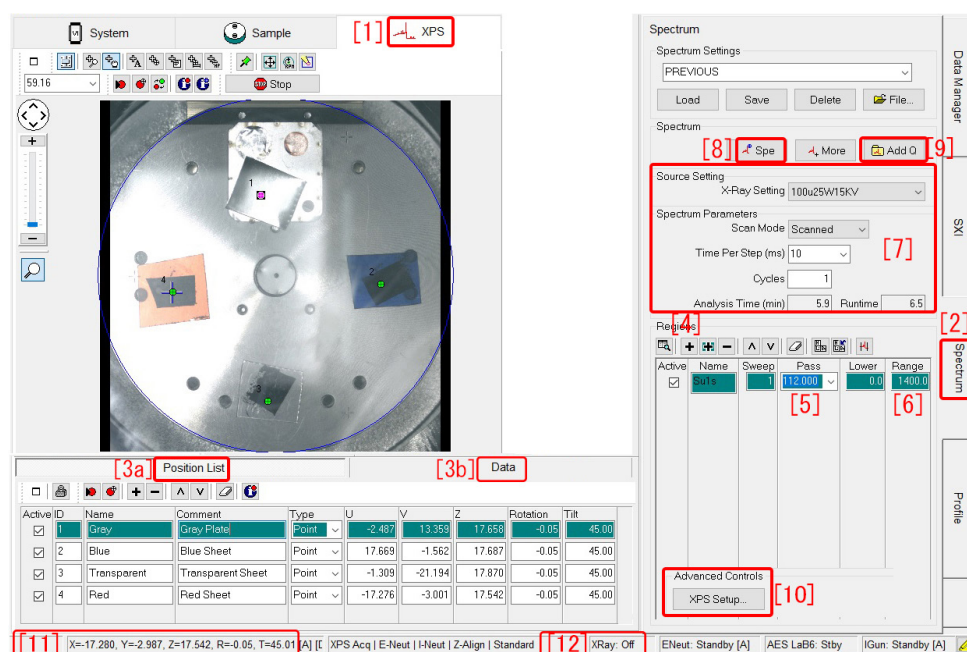 System
Sample
[1]
XPS
59.16
Stop
1
2
3
4
[3a]
Position List
[3b]
Data
Active ID Name Comment Type U V Z Rotation Tilt
1 Gray Gray Plate Point -2.487 13.359 17.658 -0.05 45.00
2 Blue Blue Sheet Point 17.669 -1.562 17.687 -0.05 45.00
3 Transparent Transparent Sheet Point -1.309 -21.194 17.870 -0.05 45.00
4 Red Red Sheet Point -17.276 -3.001 17.542 -0.05 45.00
Spectrum
Spectrum Settings
PREVIOUS
Load Save Delete File...
Spectrum
[8] Spe More Add Q [9]
Source Setting
X-Ray Setting 100u25W15KV
Spectrum Parameters
Scan Mode Scanned
Time Per Step (ms) 10 [7]
Cycles 1
Analysis Time (min) 5.9 Runtime 6.5
[4]
Regions
Active Name Sweep Pass Lower Range
Su1s 1 112.000 0.0 1400.0
[5] [6]
Advanced Controls
XPS Setup... [10]
Data Manager
SXI
[2]
Spectrum
Profile
[11] X=-17.280, Y=-2.987, Z=17.542, R=-0.05, T=45.01 [A] XPS Acq | E-Neut | I-Neut | Z-Align | Standard [12] XRay: Off ENeut: Standby [A] AES LaB6: Stby IGun: Standby [A]